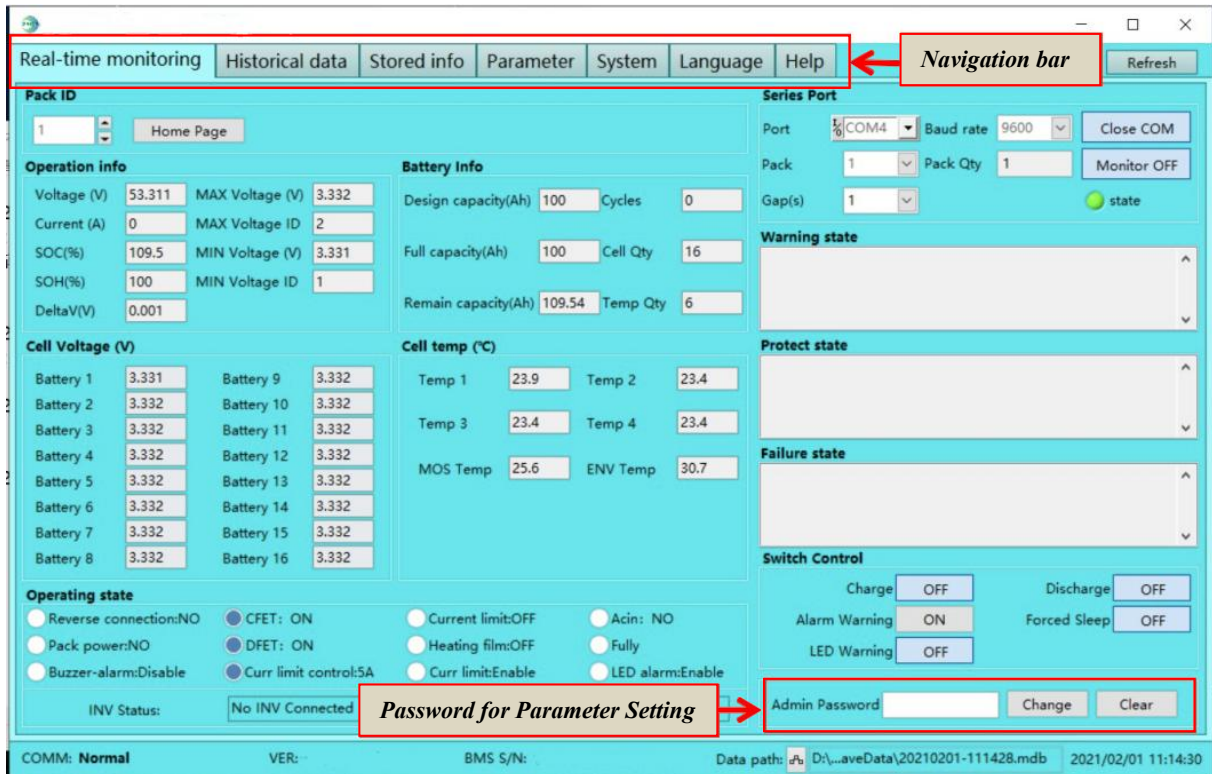 Real-time monitoring Historical data Stored info Parameter System Language Help Navigation bar Refresh
Pack ID
1 Home Page
Operation info
Voltage (V) 53.311 MAX Voltage (V) 3.332
Current (A) 0 MAX Voltage ID 2
SOC(%) 109.5 MIN Voltage (V) 3.331
SOH(%) 100 MIN Voltage ID 1
DeltaV(V) 0.001
Battery Info
Design capacity(Ah) 100 Cycles 0
Full capacity(Ah) 100 Cell Qty 16
Remain capacity(Ah) 109.54 Temp Qty 6
Cell Voltage (V)
Battery 1 3.331 Battery 9 3.332
Battery 2 3.332 Battery 10 3.332
Battery 3 3.332 Battery 11 3.332
Battery 4 3.332 Battery 12 3.332
Battery 5 3.332 Battery 13 3.332
Battery 6 3.332 Battery 14 3.332
Battery 7 3.332 Battery 15 3.332
Battery 8 3.332 Battery 16 3.332
Cell temp (℃)
Temp 1 23.9 Temp 2 23.4
Temp 3 23.4 Temp 4 23.4
MOS Temp 25.6 ENV Temp 30.7
Operating state
Reverse connection:NO CFET: ON Current limit:OFF Acin: NO
Pack power:NO DFET: ON Heating film:OFF Fully
Buzzer-alarm:Disable Curr limit control:5A Curr limit:Enable LED alarm:Enable
INV Status: No INV Connected
Password for Parameter Setting
Series Port
Port COM4 Baud rate 9600 Close COM
Pack 1 Pack Qty 1 Monitor OFF
Gap(s) 1 state
Warning state
Protect state
Failure state
Switch Control
Charge OFF Discharge OFF
Alarm Warning ON Forced Sleep OFF
LED Warning OFF
Admin Password Change Clear
COMM: Normal VER: BMS S/N: Data path: D:\...aveData\20210201-111428.mdb 2021/02/01 11:14:30